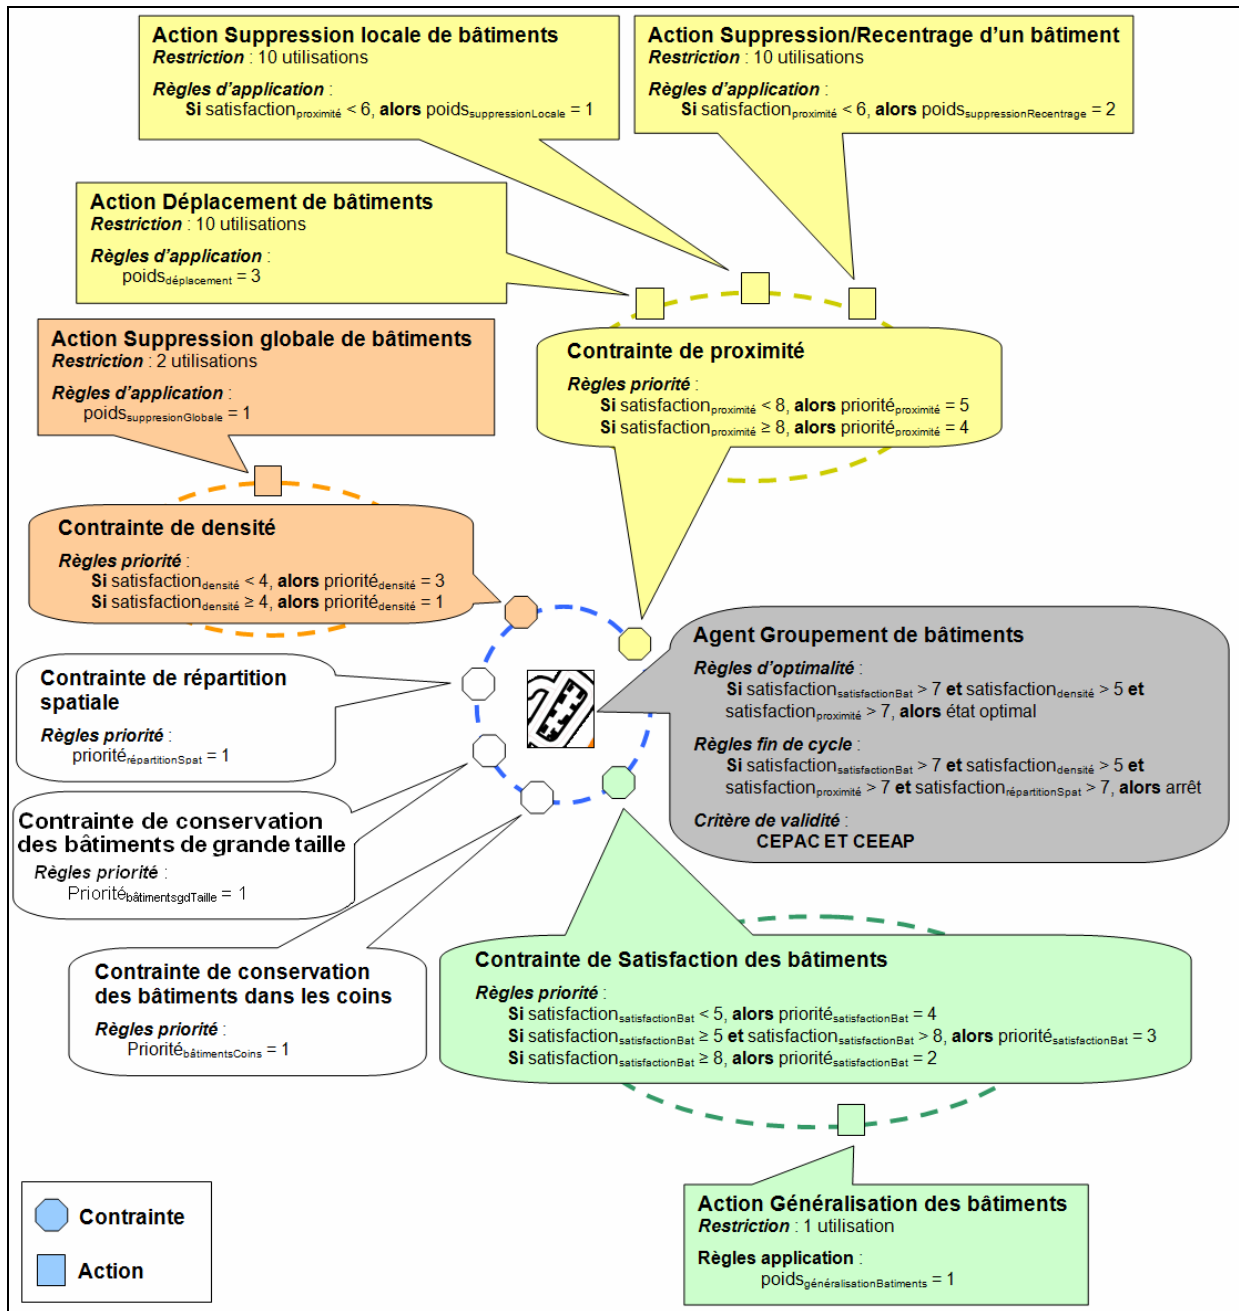 Action Suppression locale de bâtiments
Restriction : 10 utilisations
Règles d'application :
Si satisfactionproximité < 6, alors poidssuppressionLocale = 1
Action Suppression/Recentrage d'un bâtiment
Restriction : 10 utilisations
Règles d'application :
Si satisfactionproximité < 6, alors poidssuppressionRecentrage = 2
Action Déplacement de bâtiments
Restriction : 10 utilisations
Règles d'application :
poidsdéplacement = 3
Action Suppression globale de bâtiments
Restriction : 2 utilisations
Règles d'application :
poidssuppresionGlobale = 1
Contrainte de proximité
Règles priorité :
Si satisfactionproximité < 8, alors prioritéproximité = 5
Si satisfactionproximité ≥ 8, alors prioritéproximité = 4
Contrainte de densité
Règles priorité :
Si satisfactiondensité < 4, alors prioritédensité = 3
Si satisfactiondensité ≥ 4, alors prioritédensité = 1
Agent Groupement de bâtiments
Règles d'optimalité :
Si satisfactionsatisfactionBat > 7 et satisfactiondensité > 5 et
satisfactionproximité > 7, alors état optimal
Règles fin de cycle :
Si satisfactionsatisfactionBat > 7 et satisfactiondensité > 5 et
satisfactionproximité > 7 et satisfactionrépartitionSpat > 7, alors arrêt
Critère de validité :
CEPAC ET CEEAP
Contrainte de répartition
spatiale
Règles priorité :
prioritérépartitionSpat = 1
Contrainte de conservation
des bâtiments de grande taille
Règles priorité :
PrioritébâtimentsgdTaille = 1
Contrainte de conservation
des bâtiments dans les coins
Règles priorité :
PrioritébâtimentsCoins = 1
Contrainte de Satisfaction des bâtiments
Règles priorité :
Si satisfactionsatisfactionBat < 5, alors prioritésatisfactionBat = 4
Si satisfactionsatisfactionBat ≥ 5 et satisfactionsatisfactionBat > 8, alors prioritésatisfactionBat = 3
Si satisfactionsatisfactionBat ≥ 8, alors prioritésatisfactionBat = 2
Action Généralisation des bâtiments
Restriction : 1 utilisation
Règles application :
poidsgénéralisationBatiments = 1
Contrainte
Action